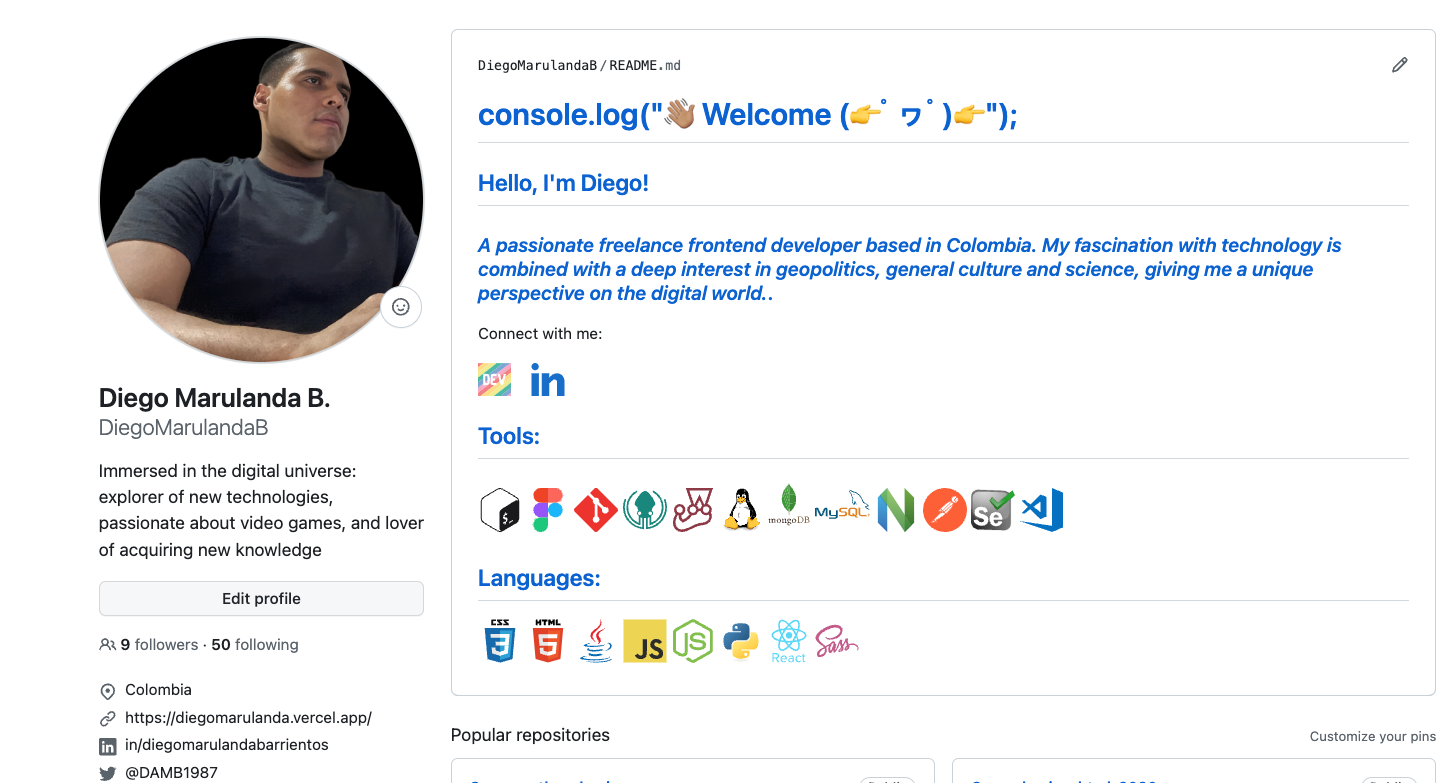 DiegoMarulandaB/README.md
console.log("👋🏽 Welcome (👉ﾟヮﾟ)👉");
Hello, I'm Diego!
A passionate freelance frontend developer based in Colombia. My fascination with technology is
combined with a deep interest in geopolitics, general culture and science, giving me a unique
perspective on the digital world..
Connect with me:
DEV
in
Tools:
$_
mongoDB
MySQL
Se
Languages:
CSS
3
HTML
5
JS
JS
React
Sass
Diego Marulanda B.
DiegoMarulandaB
Immersed in the digital universe:
explorer of new technologies,
passionate about video games, and lover
of acquiring new knowledge
Edit profile
9 followers · 50 following
Colombia
https://diegomarulanda.vercel.app/
in/diegomarulandabarrientos
@DAMB1987
Popular repositories
Customize your pins